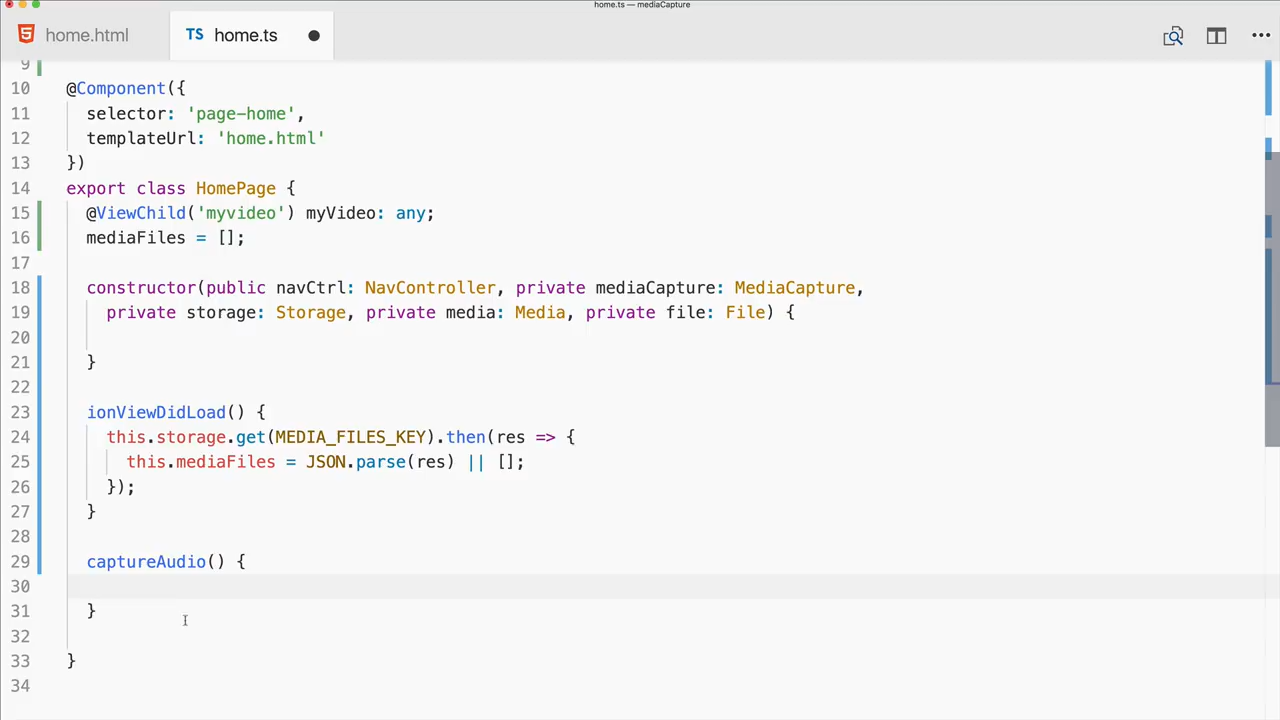 home.ts — mediaCapture
home.html
TS home.ts
9
10 @Component({
11 selector: 'page-home',
12 templateUrl: 'home.html'
13 })
14 export class HomePage {
15 @ViewChild('myvideo') myVideo: any;
16 mediaFiles = [];
17
18 constructor(public navCtrl: NavController, private mediaCapture: MediaCapture,
19 private storage: Storage, private media: Media, private file: File) {
20
21 }
22
23 ionViewDidLoad() {
24 this.storage.get(MEDIA_FILES_KEY).then(res => {
25 this.mediaFiles = JSON.parse(res) || [];
26 });
27 }
28
29 captureAudio() {
30
31 }
32
33 }
34